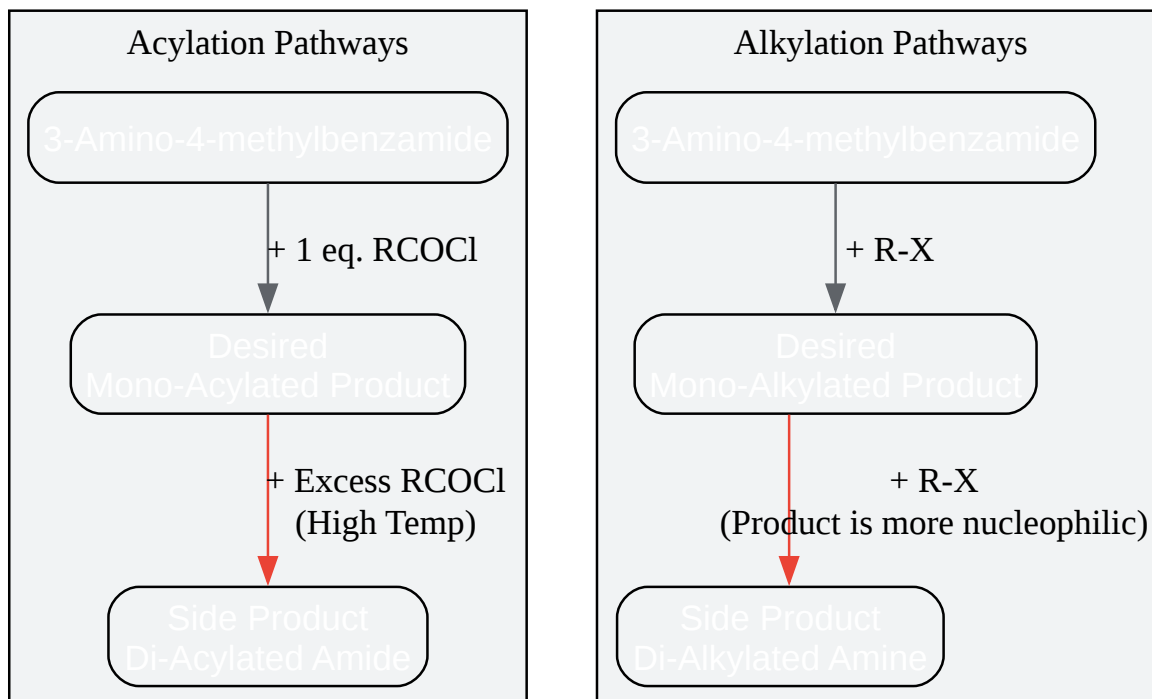 Acylation Pathways
3-Amino-4-methylbenzamide
+ 1 eq. RCOCl
Desired
Mono-Acylated Product
+ Excess RCOCl
(High Temp)
Side Product
Di-Acylated Amide
Alkylation Pathways
3-Amino-4-methylbenzamide
+ R-X
Desired
Mono-Alkylated Product
+ R-X
(Product is more nucleophilic)
Side Product
Di-Alkylated Amine